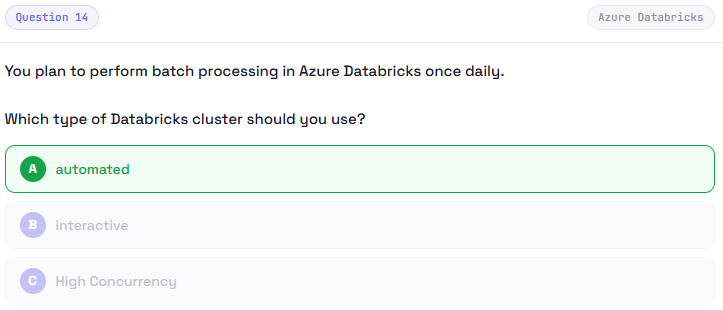 Question 14
Azure Databricks
You plan to perform batch processing in Azure Databricks once daily.
Which type of Databricks cluster should you use?
A automated
B interactive
C High Concurrency